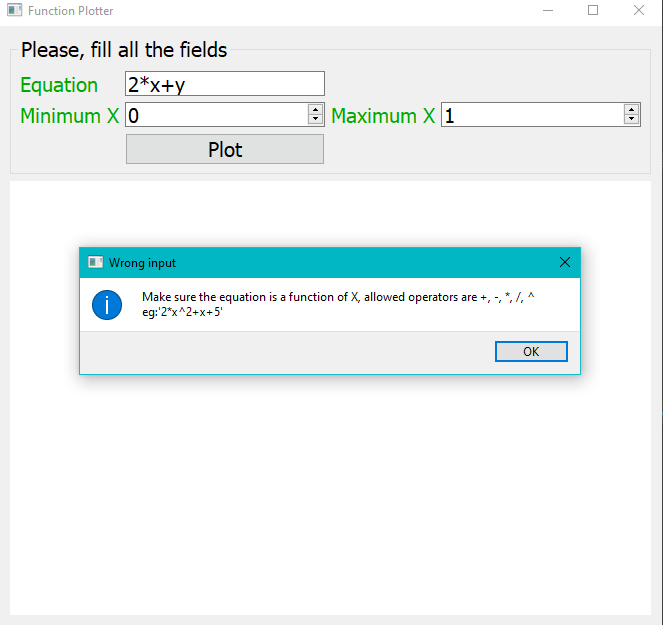 Function Plotter
Please, fill all the fields
Equation 2*x+y
Minimum X 0 Maximum X 1
Plot
Wrong input
Make sure the equation is a function of X, allowed operators are +, -, *, /, ^
eg:'2*x^2+x+5'
OK